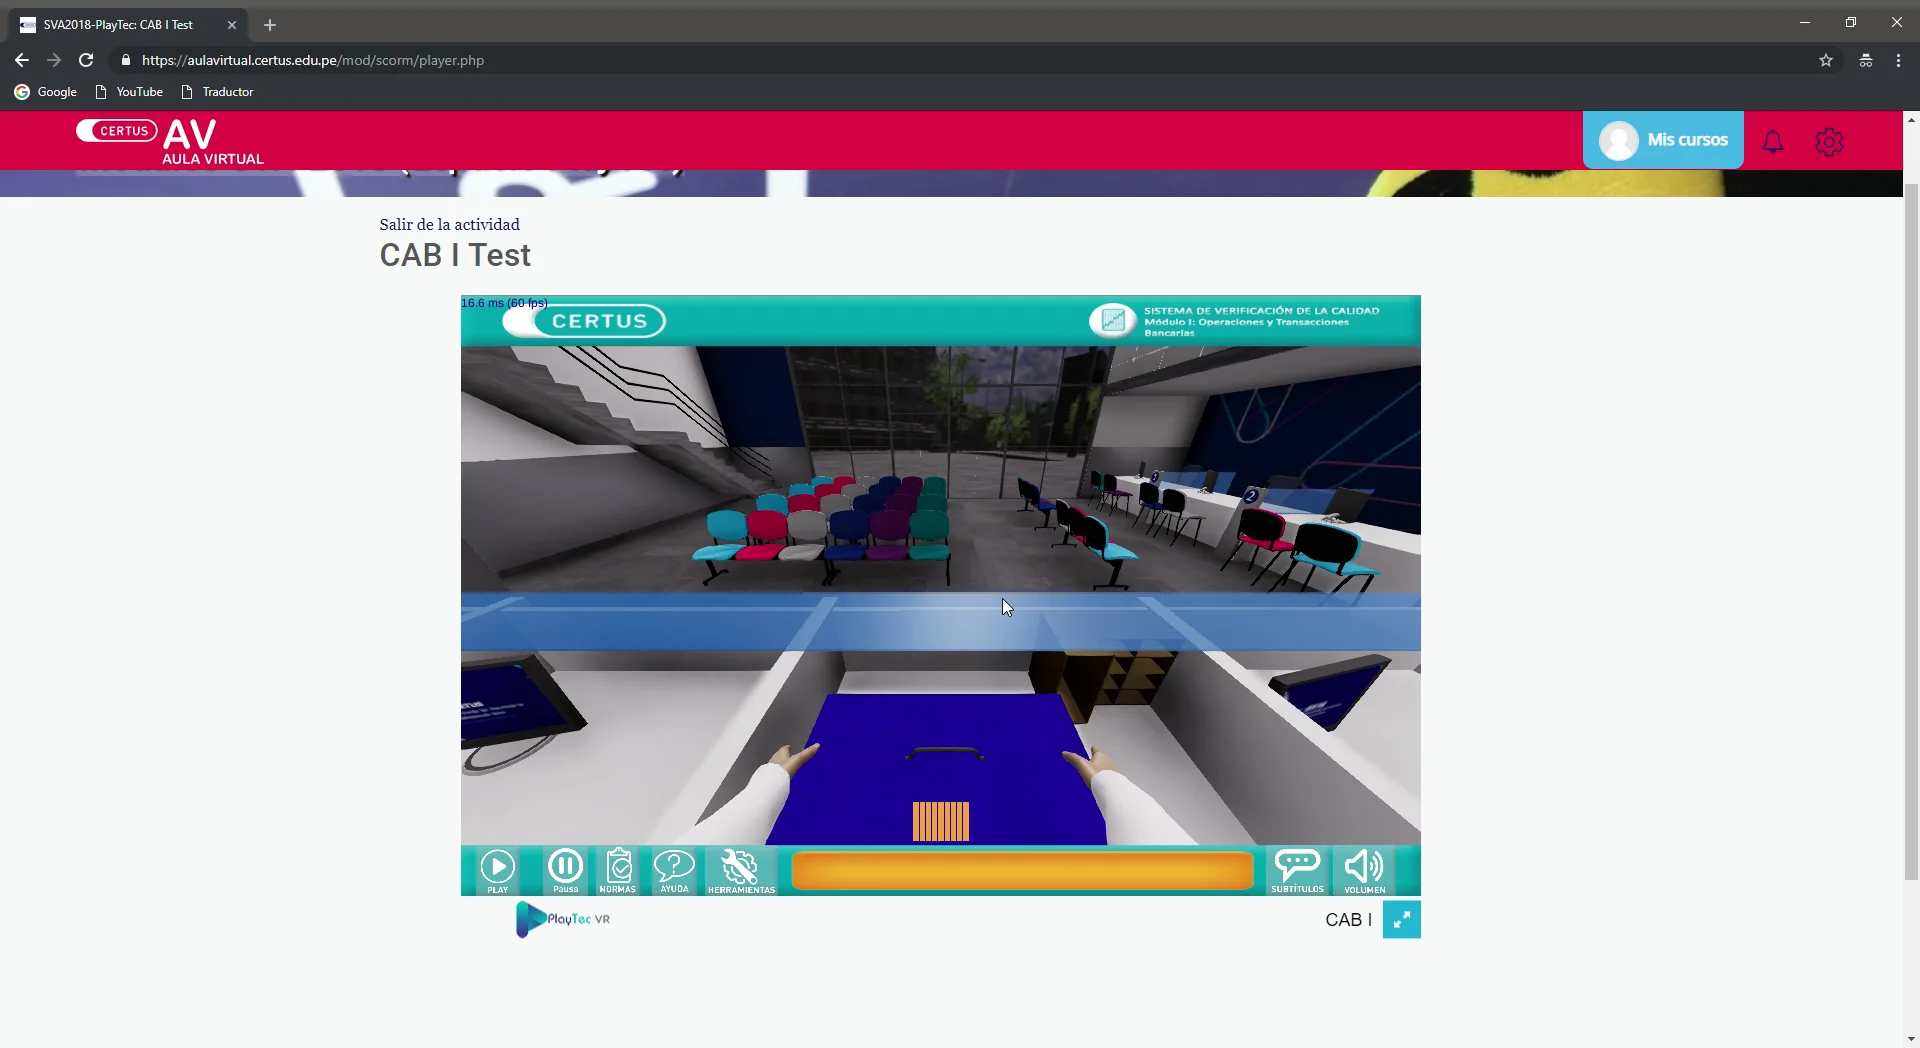 SVA2018-PlayTec: CAB I Test
https://aulavirtual.certus.edu.pe/mod/scorm/player.php
Google
YouTube
Traductor
CERTUS
AV
AULA VIRTUAL
Mis cursos
Salir de la actividad
CAB I Test
16.6 ms (60 fps)
CERTUS
SISTEMA DE VERIFICACIÓN DE LA CALIDAD
Módulo I: Operaciones y Transacciones
Bancarias
2
PLAY
Pausa
NORMAS
AYUDA
HERRAMIENTAS
SUBTÍTULOS
VOLUMEN
PlayTec VR
CAB I